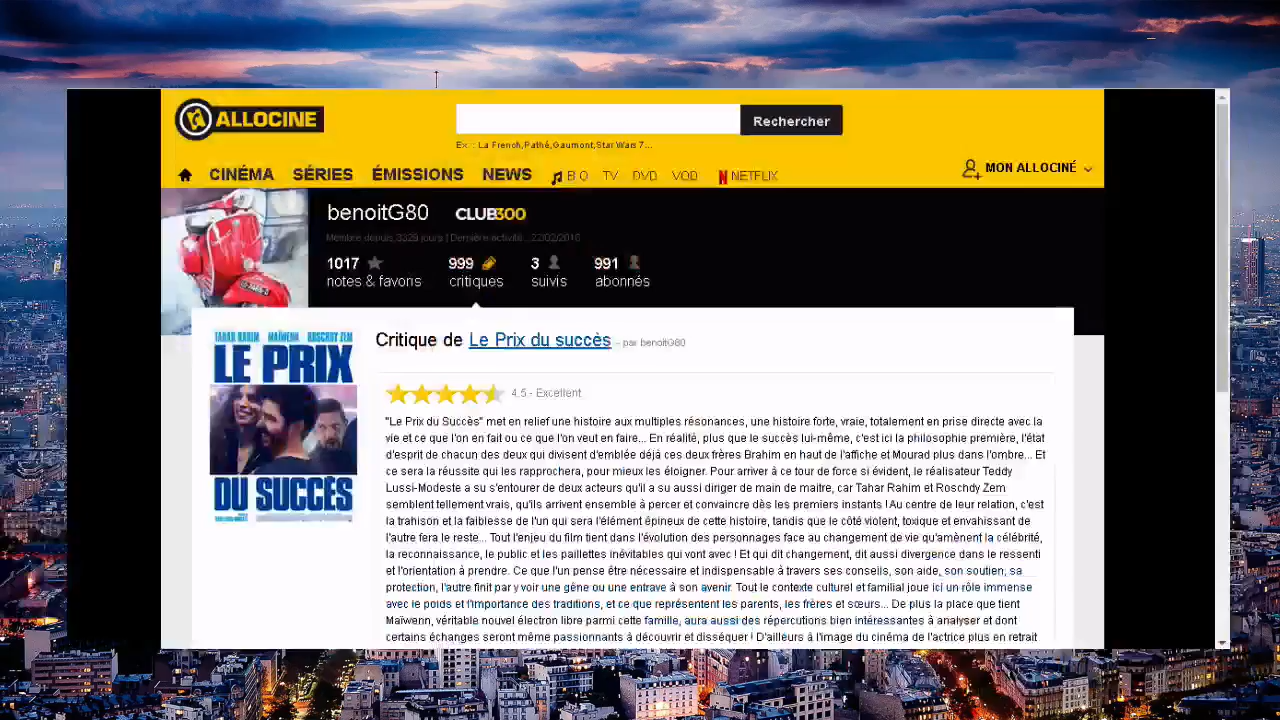 ALLOCINE
Rechercher
Ex. : La French, Pathé, Gaumont, Star Wars 7...
CINÉMA SÉRIES ÉMISSIONS NEWS B.O TV DVD VOD NETFLIX
MON ALLOCINÉ
benoitG80 CLUB300
Membre depuis 3329 jours | Dernière activité : 22/02/2016
1017 999 3 991
notes & favoris critiques suivis abonnés
TAHAR RAHIM MAÏWENN ROSCHDY ZEM
LE PRIX
DU SUCCÈS
Critique de Le Prix du succès - par benoitG80
4,5 - Excellent
"Le Prix du Succès" met en relief une histoire aux multiples résonances, une histoire forte, vraie, totalement en prise directe avec la
vie et ce que l'on en fait ou ce que l'on veut en faire... En réalité, plus que le succès lui-même, c'est ici la philosophie première, l'état
d'esprit de chacun des deux qui divisent d'emblée déjà ces deux frères Brahim en haut de l'affiche et Mourad plus dans l'ombre... Et
ce sera la réussite qui les rapprochera, pour mieux les éloigner. Pour arriver à ce tour de force si évident, le réalisateur Teddy
Lussi-Modeste a su s'entourer de deux acteurs qu'il a su aussi diriger de main de maitre, car Tahar Rahim et Roschdy Zem
semblent tellement vrais, qu'ils arrivent ensemble à percer et convaincre dès les premiers instants ! Au centre de leur relation, c'est
la trahison et la faiblesse de l'un qui sera l'élément épineux de cette histoire, tandis que le côté violent, toxique et envahissant de
l'autre fera le reste... Tout l'enjeu du film tient dans l'évolution des personnages face au changement de vie qu'amènent la célébrité,
la reconnaissance, le public et les paillettes inévitables qui vont avec ! Et qui dit changement, dit aussi divergence dans le ressenti
et l'orientation à prendre. Ce que l'un pense être nécessaire et indispensable à travers ses conseils, son aide, son soutien, sa
protection, l'autre finit par y voir une gêne ou une entrave à son avenir. Tout le contexte culturel et familial joue ici un rôle immense
avec le poids et l'importance des traditions, et ce que représentent les parents, les frères et sœurs... De plus la place que tient
Maïwenn, véritable nouvel électron libre parmi cette famille, aura aussi des répercutions bien intéressantes à analyser et dont
certains échanges seront même passionnants à découvrir et disséquer ! D'ailleurs à l'image du cinéma de l'actrice plus en retrait